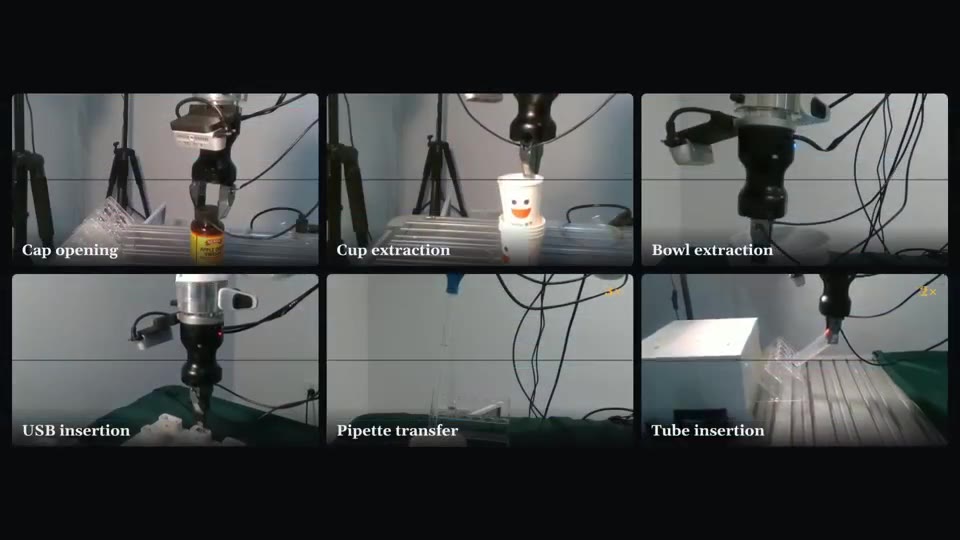 Cap opening
Cup extraction
Bowl extraction
USB insertion
Pipette transfer
2×
Tube insertion